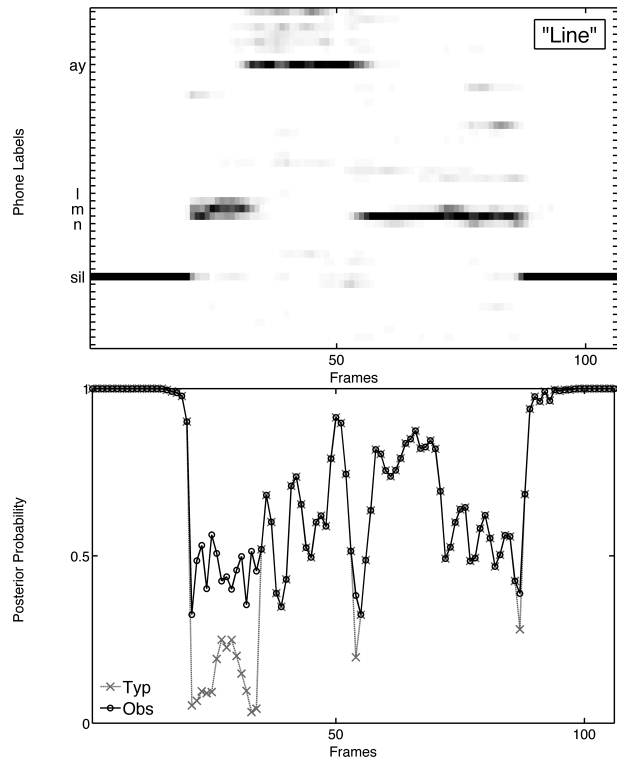 "Line"
ay
l
m
n
sil
Phone Labels
50
100
Frames
1
0.5
0
Posterior Probability
Typ
Obs
50
100
Frames